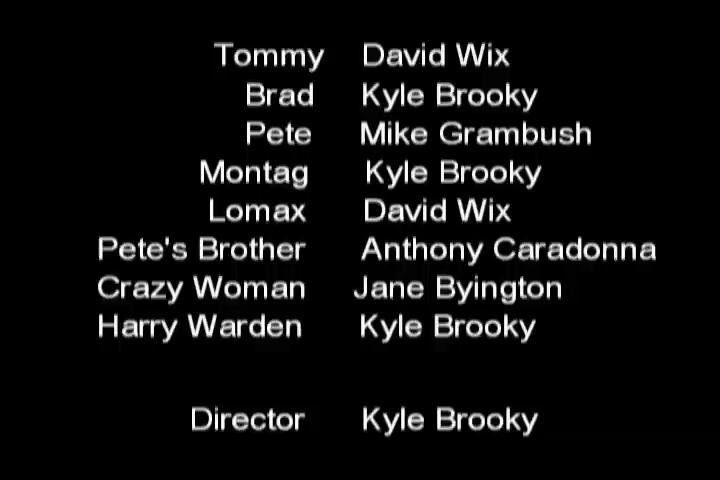 Tommy David Wix
Brad Kyle Brooky
Pete Mike Grambush
Montag Kyle Brooky
Lomax David Wix
Pete's Brother Anthony Caradonna
Crazy Woman Jane Byington
Harry Warden Kyle Brooky
Director Kyle Brooky